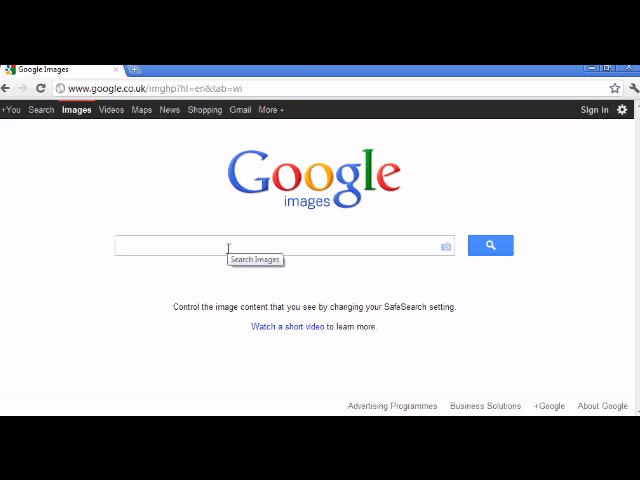 Google Images
www.google.co.uk/imghp?hl=en&tab=wi
+You Search Images Videos Maps News Shopping Gmail More Sign in
Google
images
Search Images
Control the image content that you see by changing your SafeSearch setting.
Watch a short video to learn more.
Advertising Programmes Business Solutions +Google About Google